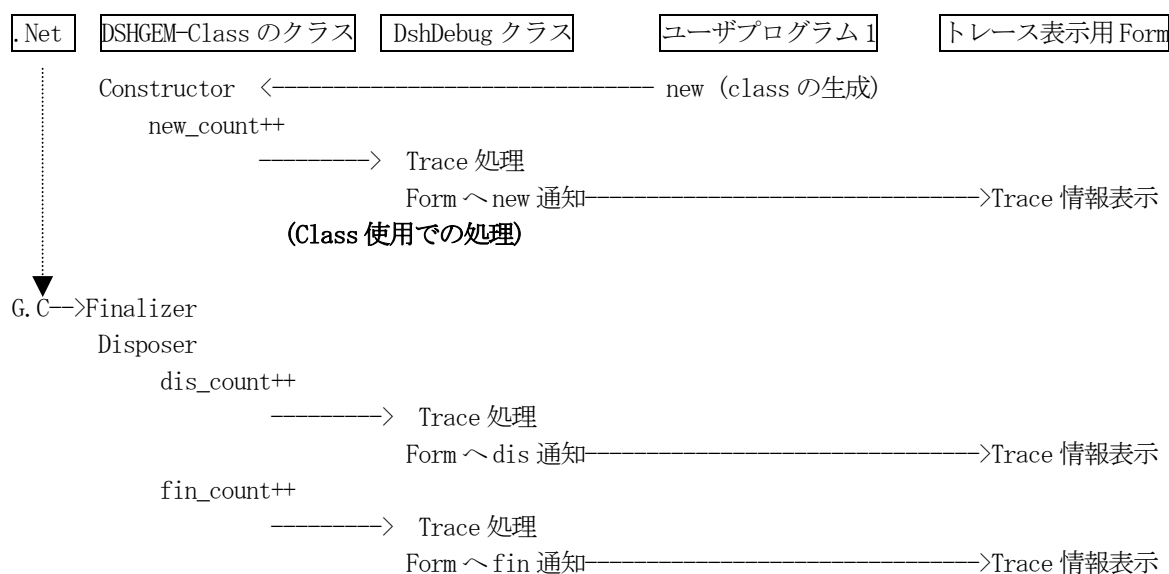 .Net DSHGEM-Class のクラス DshDebug クラス ユーザプログラム 1 トレース表示用 Form
Constructor <------------------------------- new (class の生成)
new_count++
---------> Trace 処理
Form へ new 通知-------------------------------->Trace 情報表示
(Class 使用での処理)
G.C-->Finalizer
Disposer
dis_count++
---------> Trace 処理
Form へ dis 通知-------------------------------->Trace 情報表示
fin_count++
---------> Trace 処理
Form へ fin 通知-------------------------------->Trace 情報表示